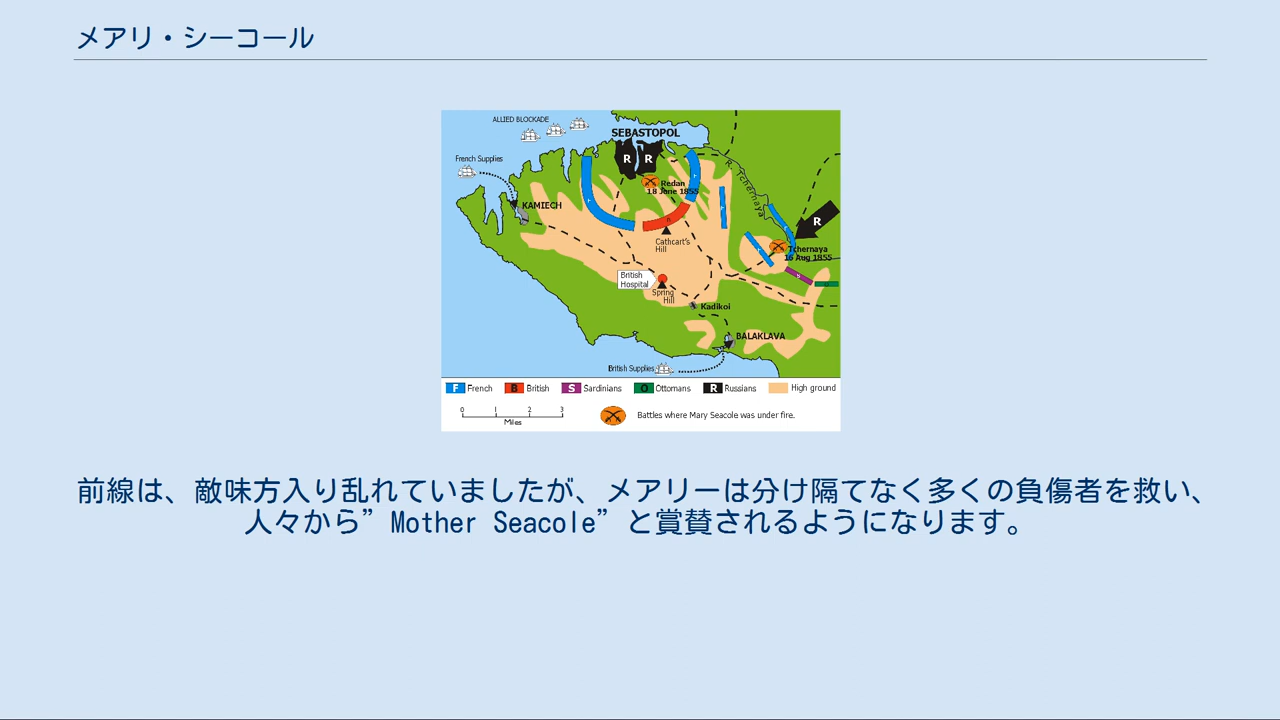 メアリ・シーコール
ALLIED BLOCKADE
SEBASTOPOL
French Supplies
R R
Redan
18 June 1855
R. Tchernaya
KAMIECH
R
Cathcart's
Hill
Tchernaya
16 Aug 1855
British
Hospital
Spring
Hill
Kadikoi
BALAKLAVA
British Supplies
F French B British S Sardinians O Ottomans R Russians High ground
0 1 2 3
Miles
Battles where Mary Seacole was under fire.
前線は、敵味方入り乱れていましたが、メアリーは分け隔てなく多くの負傷者を救い、
人々から”Mother Seacole”と賞賛されるようになります。